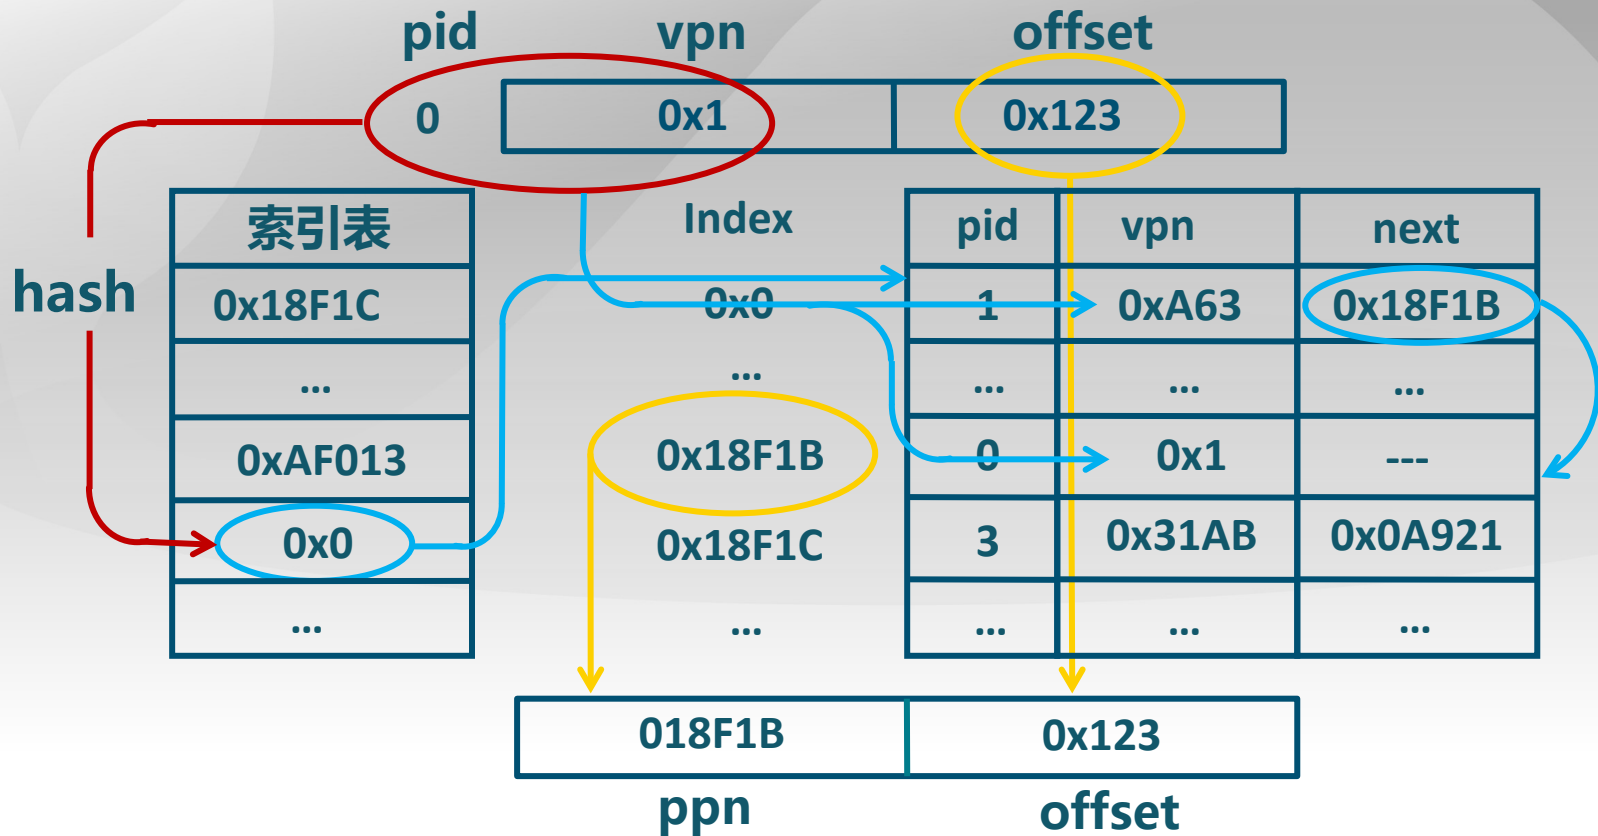 pid vpn offset
0 0x1 0x123
索引表 Index pid vpn next
hash
0x18F1C 0x0 1 0xA63 0x18F1B
... ... ... ... ...
0xAF013 0x18F1B 0 0x1 ---
0x0 0x18F1C 3 0x31AB 0x0A921
... ... ... ... ...
018F1B 0x123
ppn offset